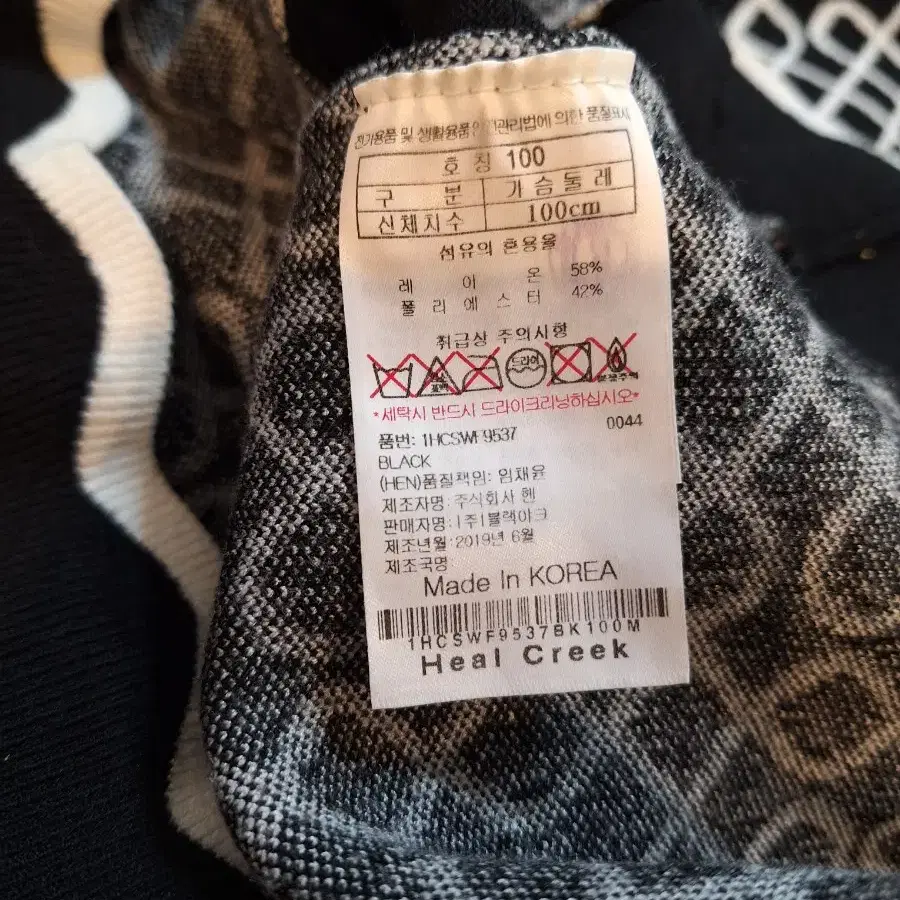 전기용품 및 생활용품안전관리법에 의한 품질표시
호칭 100
구 분 가슴둘레
신체치수 100cm
섬유의 혼용율
레 이 온 58%
폴 리 에 스 터 42%
취급상 주의사항
표백 드라이
*세탁시 반드시 드라이크리닝하십시오*
품번: 1HCSWF9537 0044
BLACK
(HEN)품질책임: 임채윤
제조자명: 주식회사 헨
판매자명: (주)블랙야크
제조년월: 2019년 6월
제조국명:
Made In KOREA
1HCSWF9537BK100M
Heal Creek